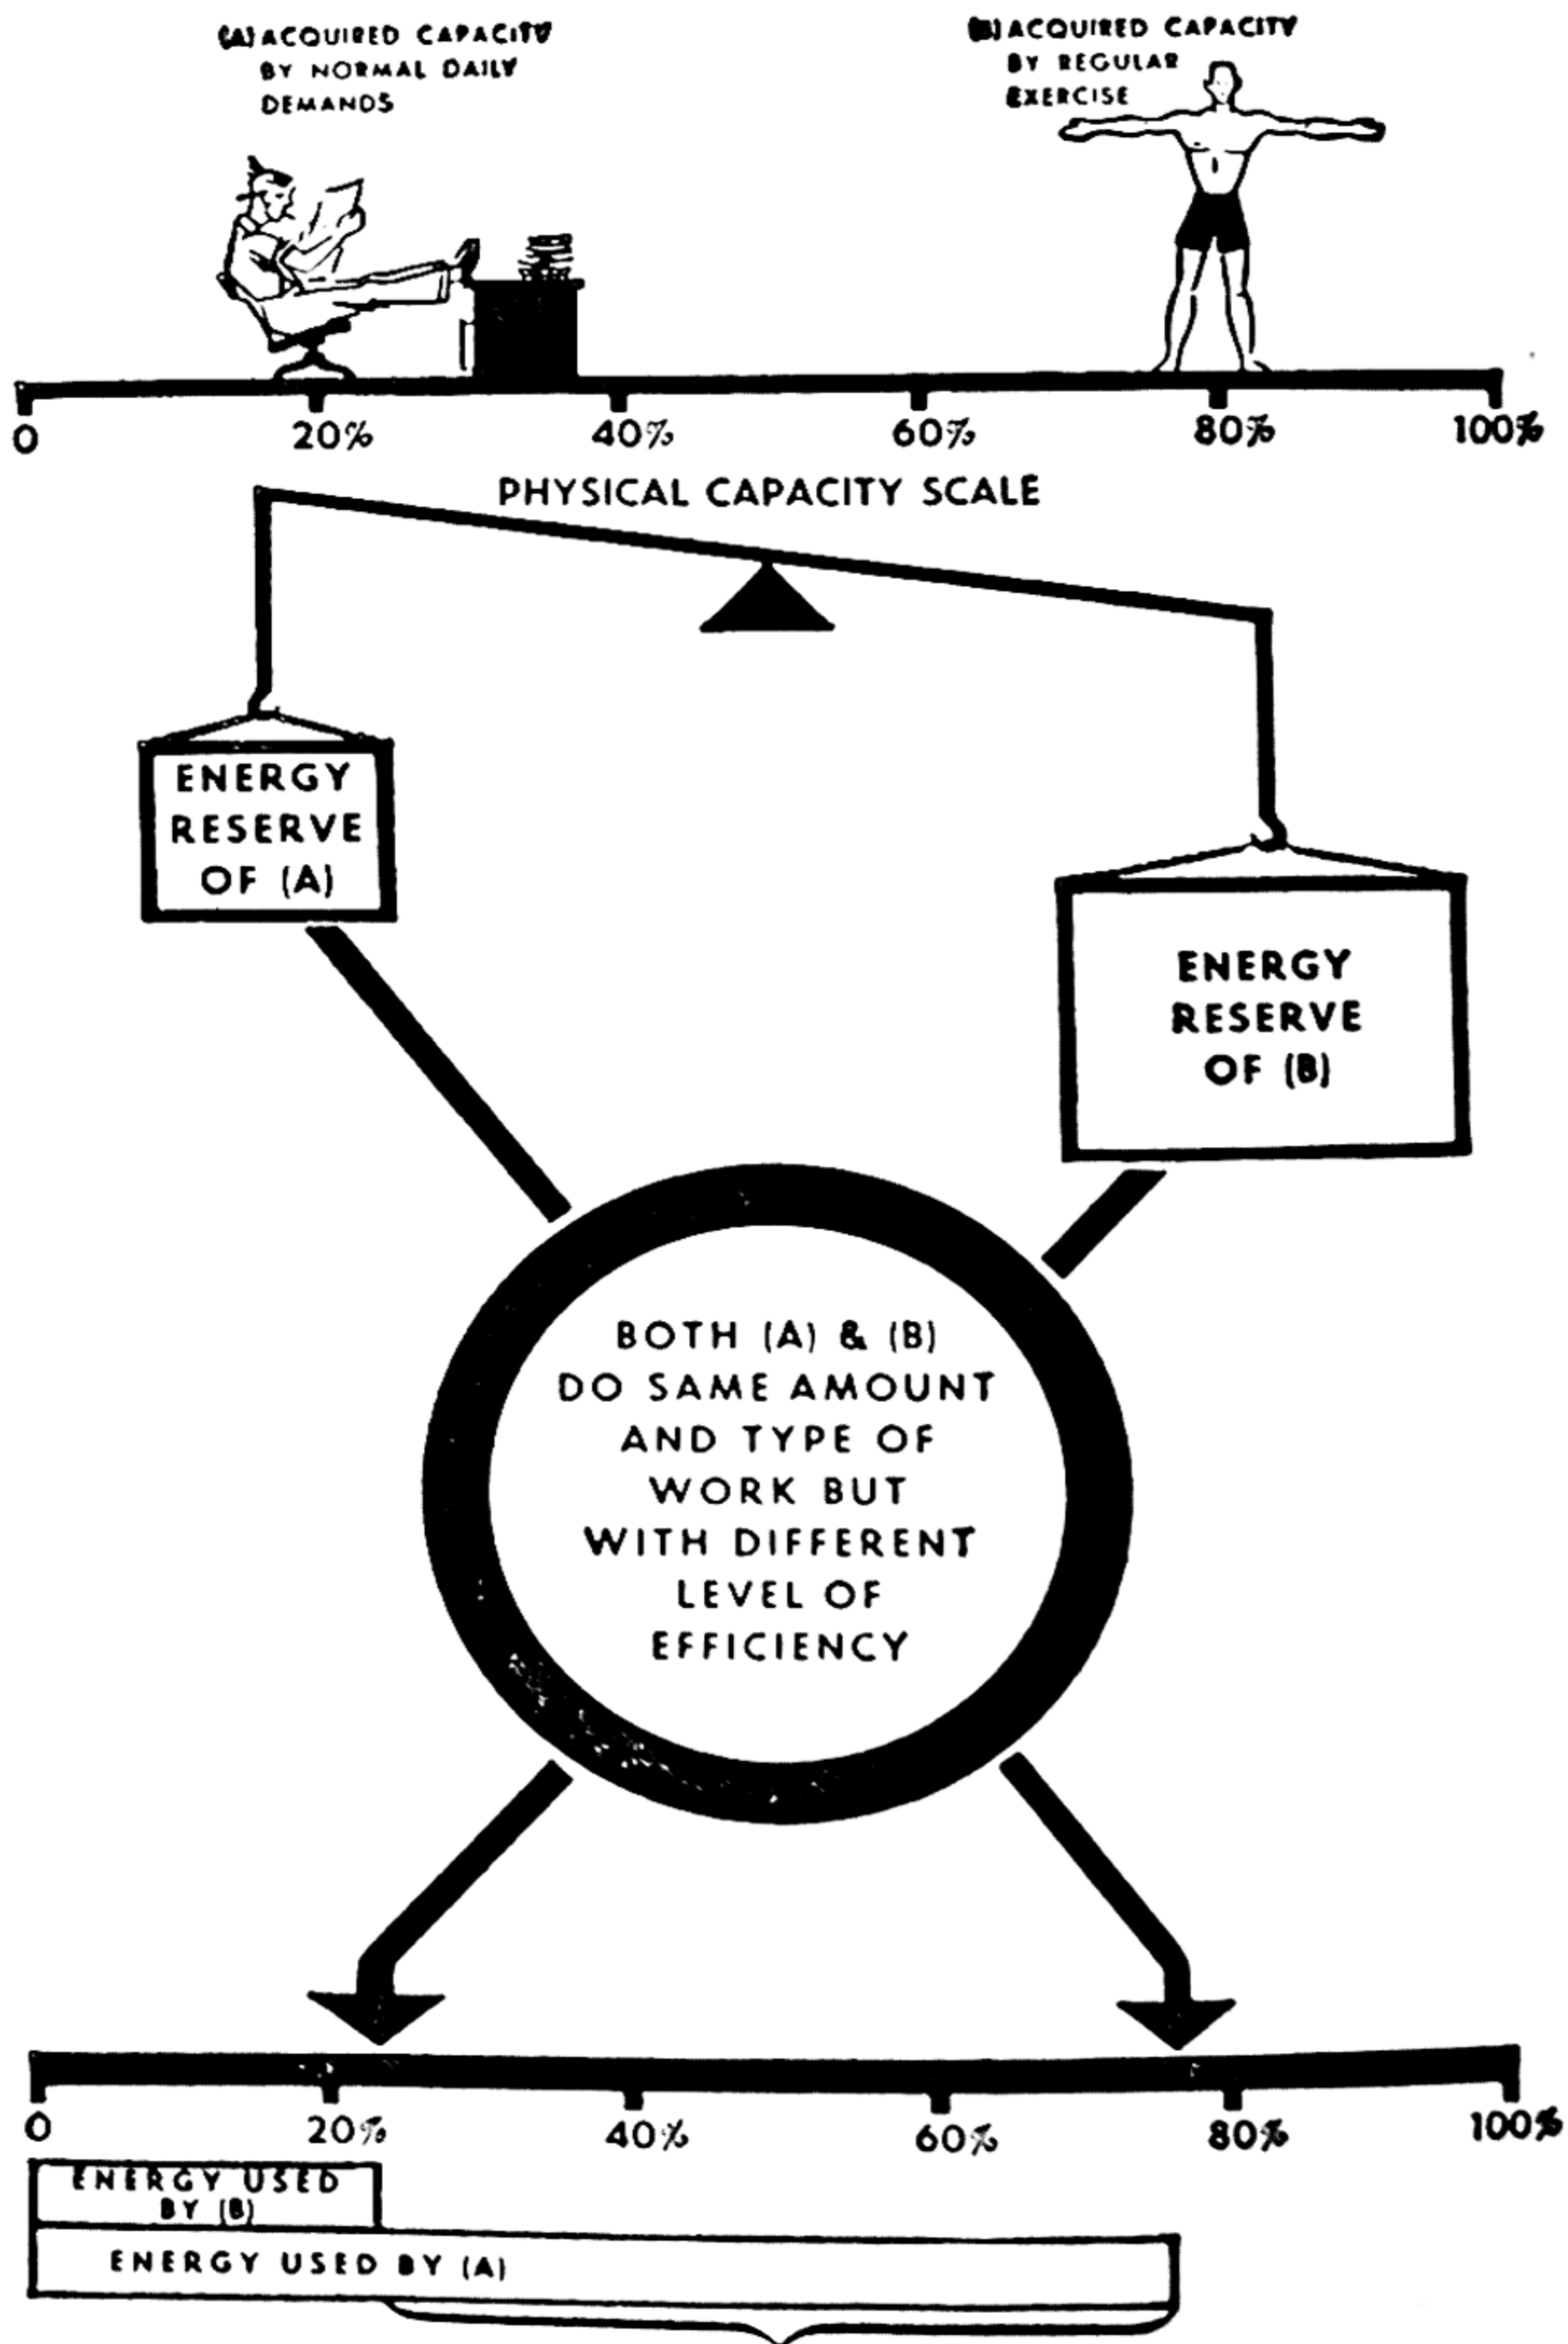 (A) ACQUIRED CAPACITY
BY NORMAL DAILY
DEMANDS
(B) ACQUIRED CAPACITY
BY REGULAR
EXERCISE
0
20%
40%
60%
80%
100%
PHYSICAL CAPACITY SCALE
ENERGY
RESERVE
OF (A)
ENERGY
RESERVE
OF (B)
BOTH (A) & (B)
DO SAME AMOUNT
AND TYPE OF
WORK BUT
WITH DIFFERENT
LEVEL OF
EFFICIENCY
0
20%
40%
60%
80%
100%
ENERGY USED
BY (B)
ENERGY USED BY (A)